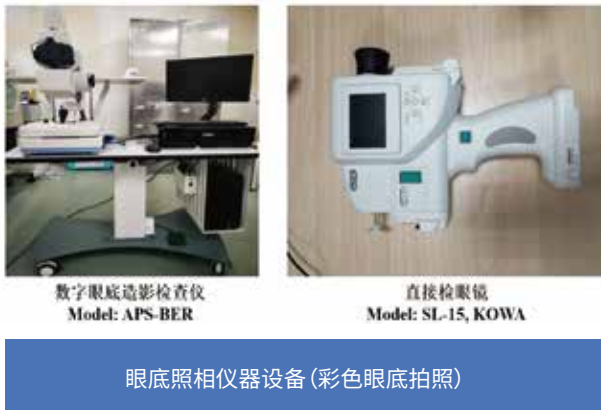 数字眼底造影检查仪
Model: APS-BER
直接检眼镜
Model: SL-15, KOWA
眼底照相仪器设备(彩色眼底拍照)